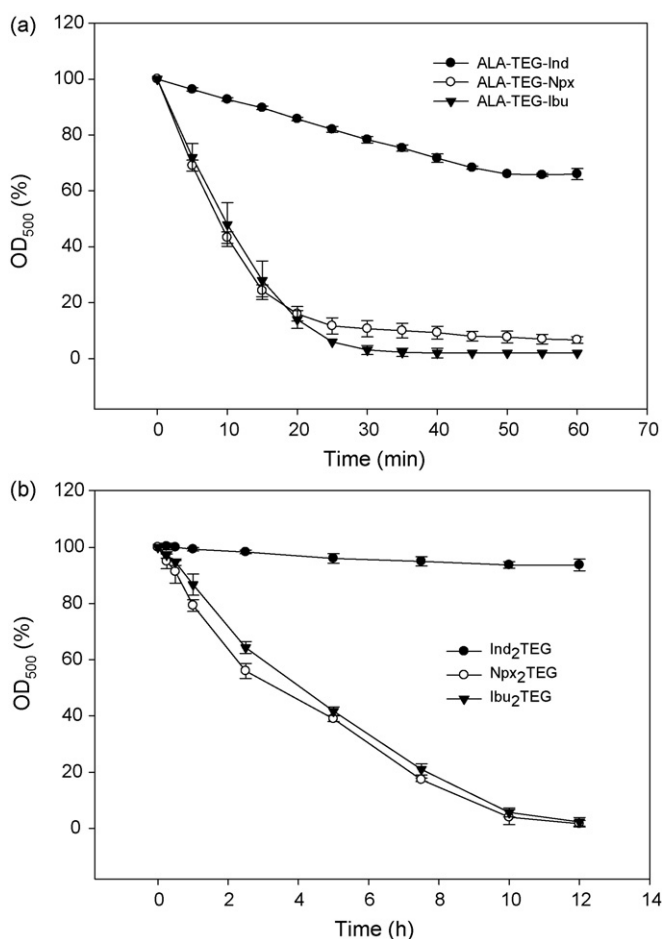 (a)
120
100
80
60
40
20
0
OD500 (%)
ALA-TEG-Ind
ALA-TEG-Npx
ALA-TEG-Ibu
0 10 20 30 40 50 60 70
Time (min)
(b)
120
100
80
60
40
20
0
OD500 (%)
Ind2TEG
Npx2TEG
Ibu2TEG
0 2 4 6 8 10 12 14
Time (h)